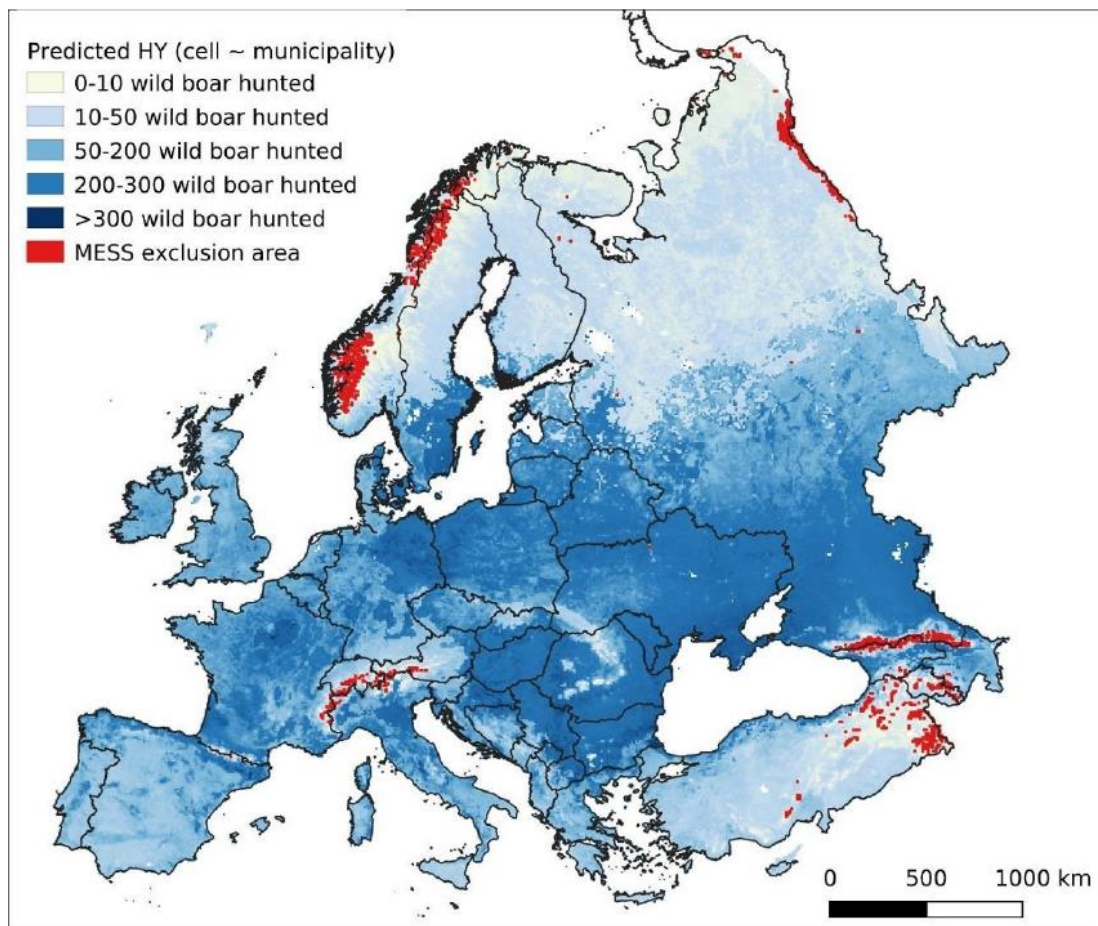 Predicted HY (cell ~ municipality)
0-10 wild boar hunted
10-50 wild boar hunted
50-200 wild boar hunted
200-300 wild boar hunted
>300 wild boar hunted
MESS exclusion area
0 500 1000 km